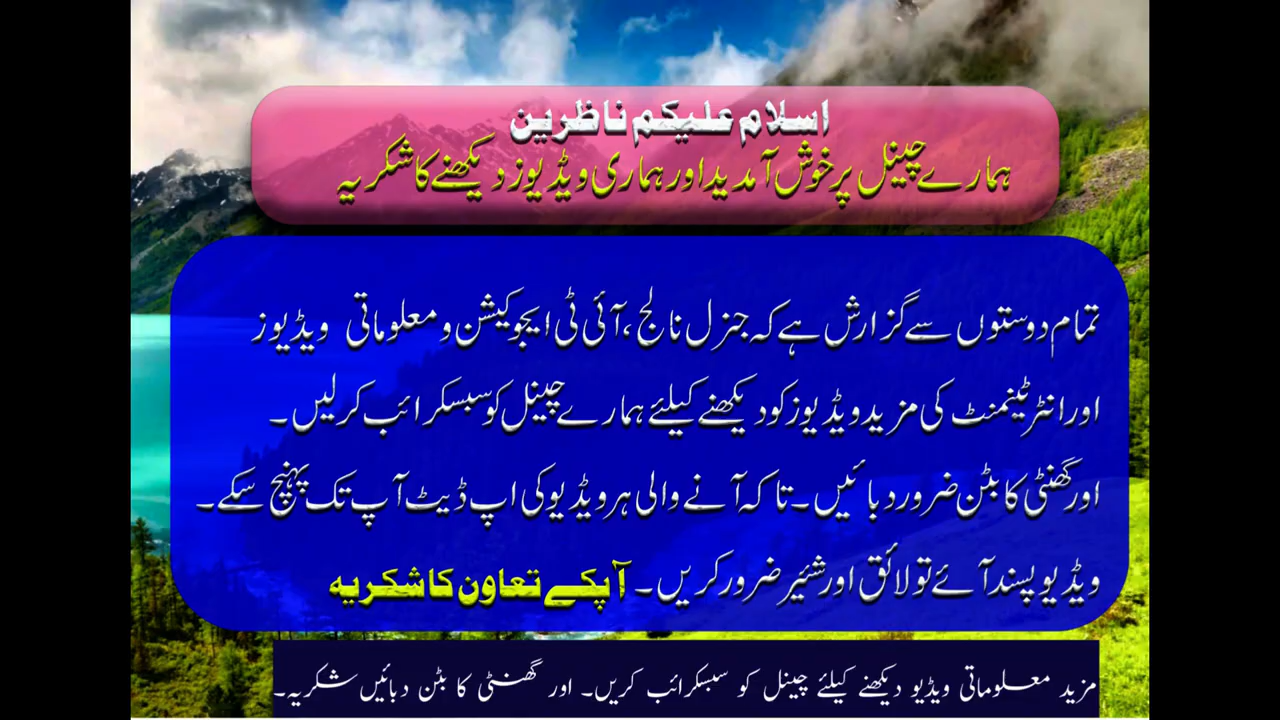 اسلام علیکم ناظرین
ہمارے چینل پر خوش آمدید اور ہماری ویڈیوز دیکھنے کا شکریہ
تمام دوستوں سے گزارش ہے کہ جنرل نالج ،آئی ٹی ایجوکیشن و معلوماتی ویڈیوز
اور انٹرٹینمنٹ کی مزید ویڈیوز کو دیکھنے کیلئے ہمارے چینل کو سبسکرائب کرلیں۔
اور گھنٹی کا بٹن ضرور دبائیں۔ تاکہ آنے والی ہر ویڈیو کی اپ ڈیٹ آپ تک پہنچ سکے۔
ویڈیو پسند آئے تو لائق اور شئیر ضرور کریں۔ آپکے تعاون کا شکریہ
مزید معلوماتی ویڈیو دیکھنے کیلئے چینل کو سبسکرائب کریں۔ اور گھنٹی کا بٹن دبائیں شکریہ۔